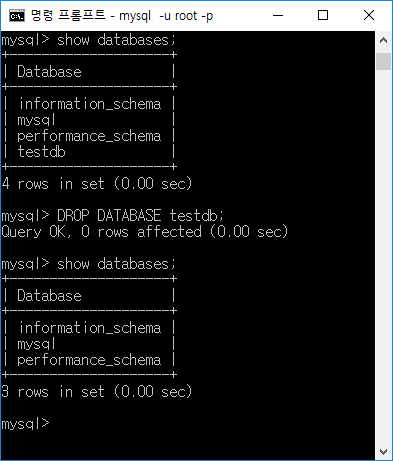 명령 프롬프트 - mysql  -u root -p
mysql> show databases;
+--------------------+
| Database           |
+--------------------+
| information_schema |
| mysql              |
| performance_schema |
| testdb             |
+--------------------+
4 rows in set (0.00 sec)
mysql> DROP DATABASE testdb;
Query OK, 0 rows affected (0.00 sec)
mysql> show databases;
+--------------------+
| Database           |
+--------------------+
| information_schema |
| mysql              |
| performance_schema |
+--------------------+
3 rows in set (0.00 sec)
mysql>